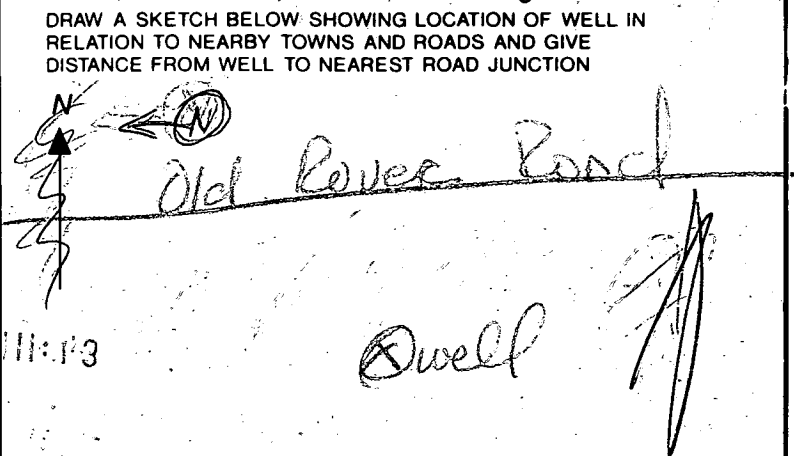 DRAW A SKETCH BELOW SHOWING LOCATION OF WELL IN
RELATION TO NEARBY TOWNS AND ROADS AND GIVE
DISTANCE FROM WELL TO NEAREST ROAD JUNCTION
N
N
Old Rover Road
well